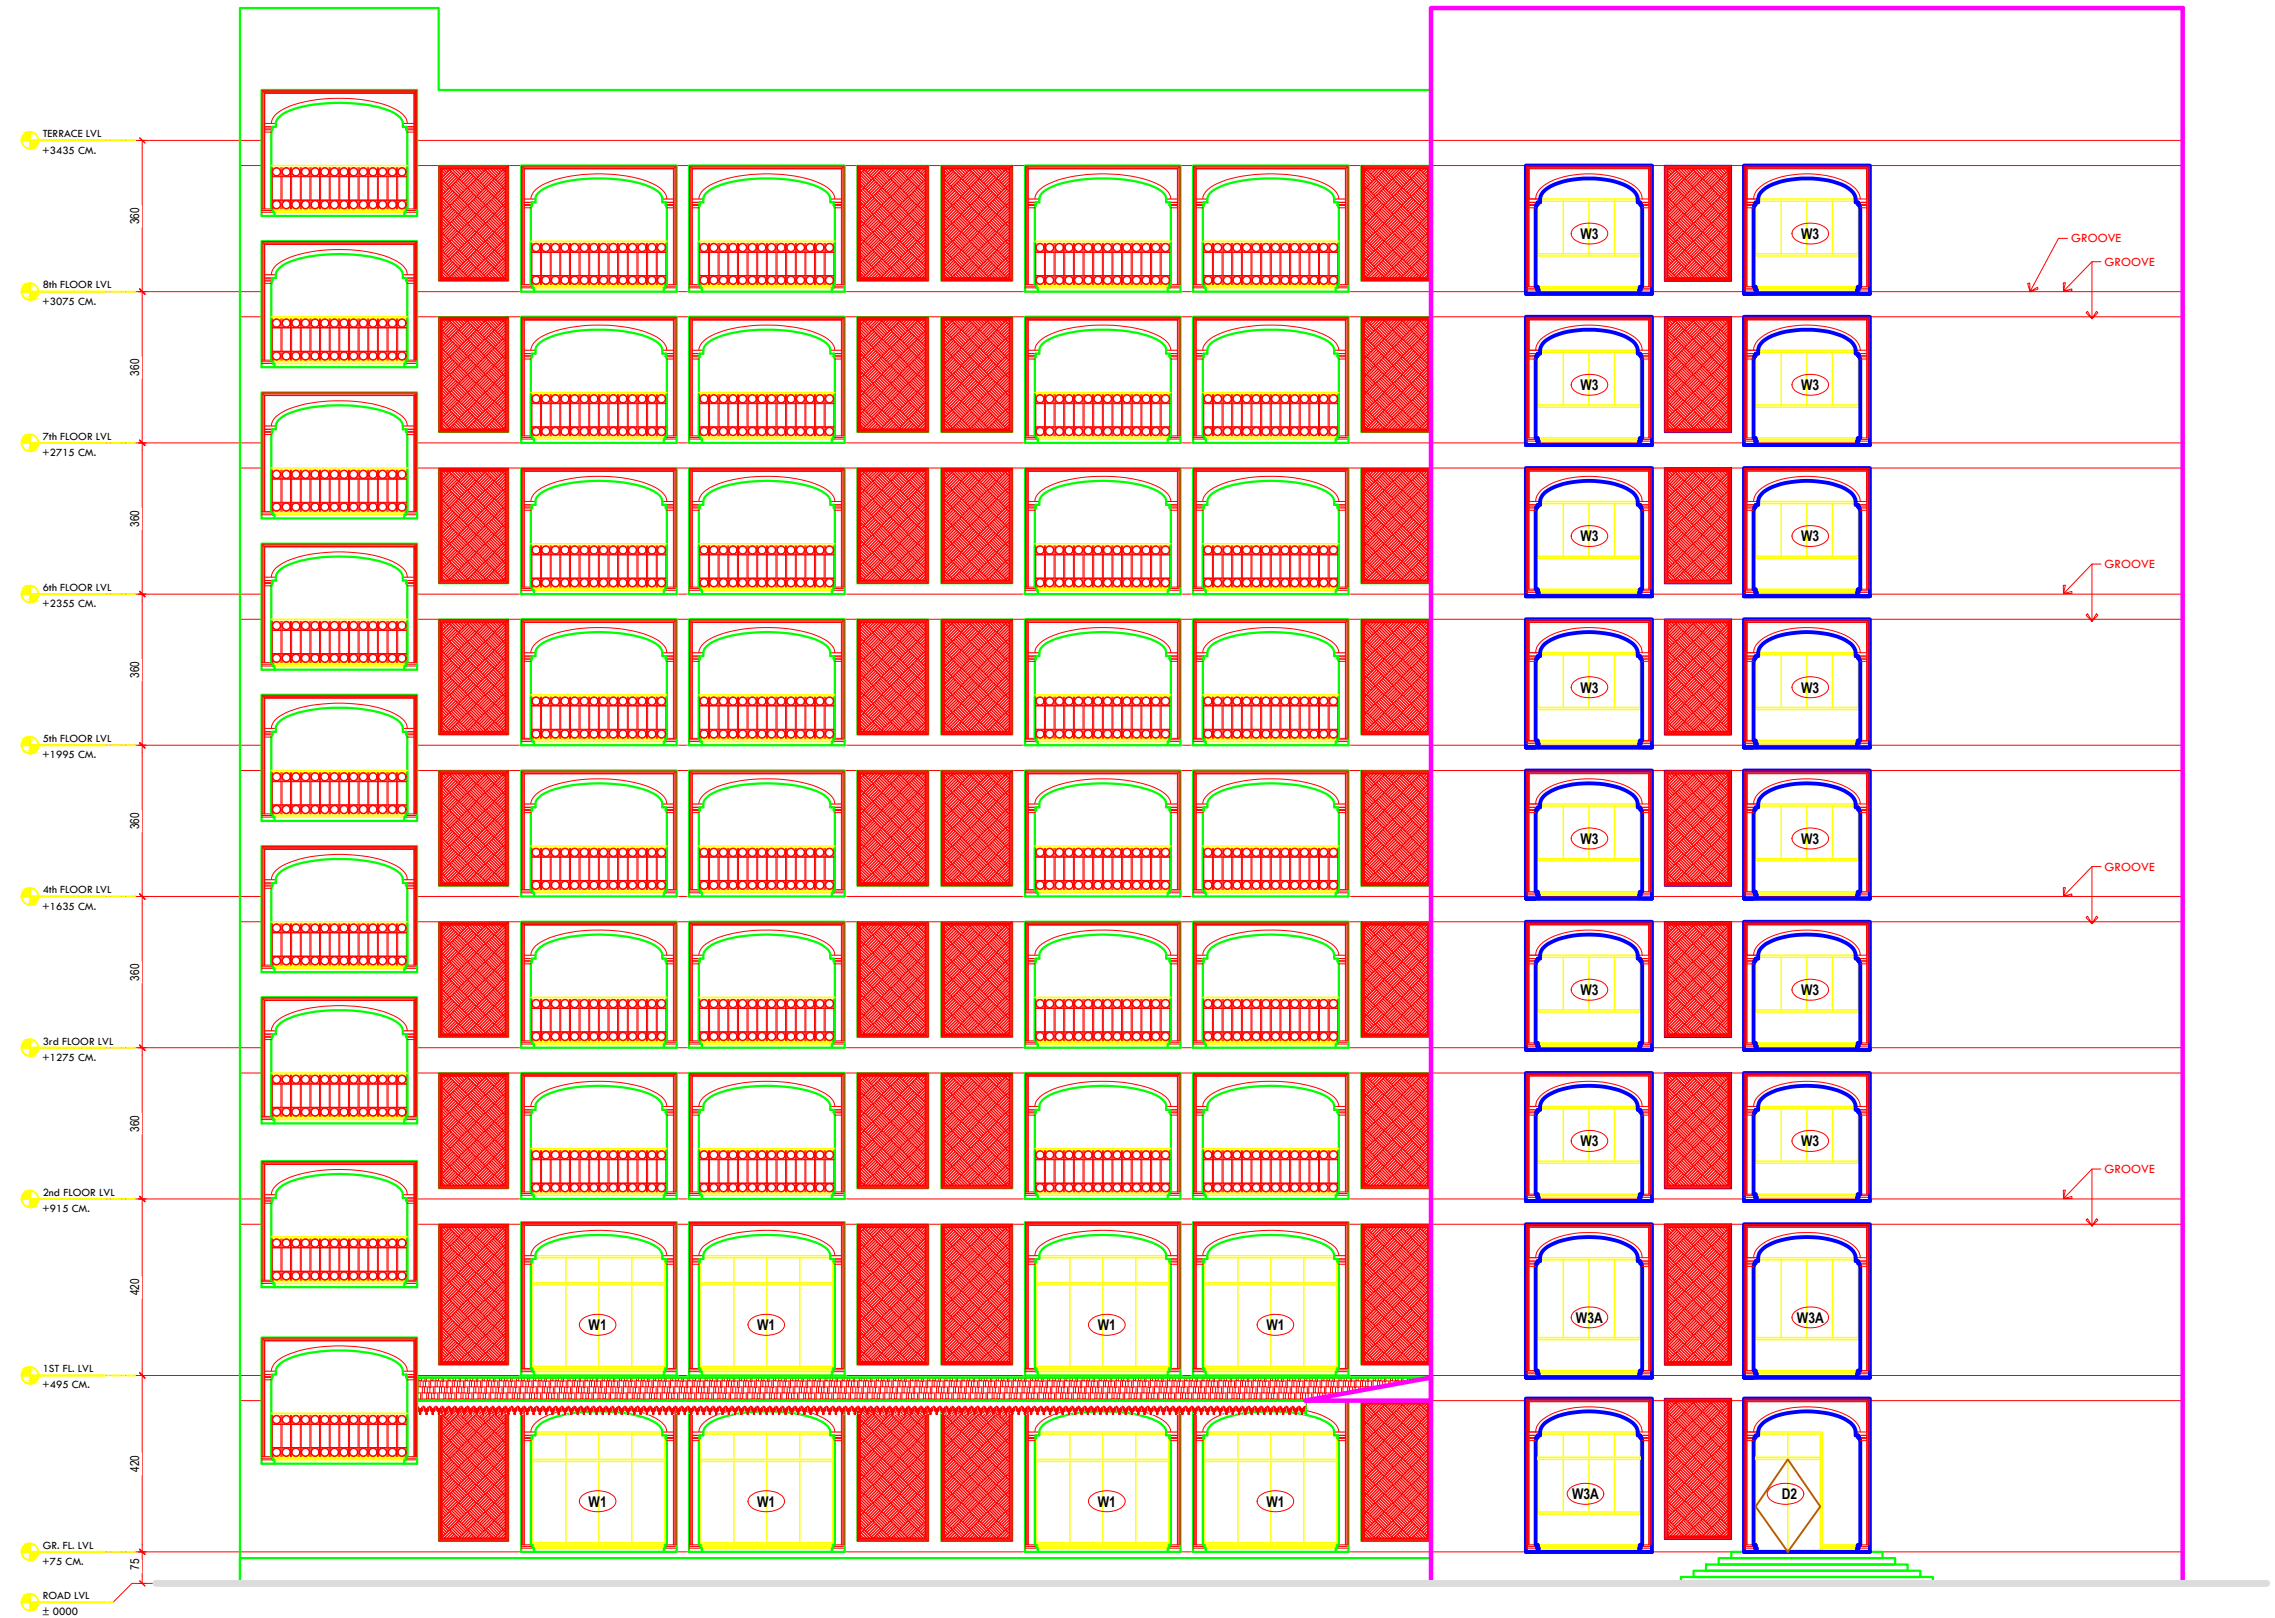 TERRACE LVL
+3435 CM.
360
W3 W3
GROOVE
GROOVE
8th FLOOR LVL
+3075 CM.
360
W3 W3
7th FLOOR LVL
+2715 CM.
360
W3 W3
GROOVE
6th FLOOR LVL
+2355 CM.
360
W3 W3
5th FLOOR LVL
+1995 CM.
360
W3 W3
GROOVE
4th FLOOR LVL
+1635 CM.
360
W3 W3
3rd FLOOR LVL
+1275 CM.
360
W3 W3
GROOVE
2nd FLOOR LVL
+915 CM.
420
W1 W1 W1 W1 W3A W3A
1ST FL. LVL
+495 CM.
420
W1 W1 W1 W1 W3A D2
GR. FL. LVL
+75 CM.
75
ROAD LVL
± 0000